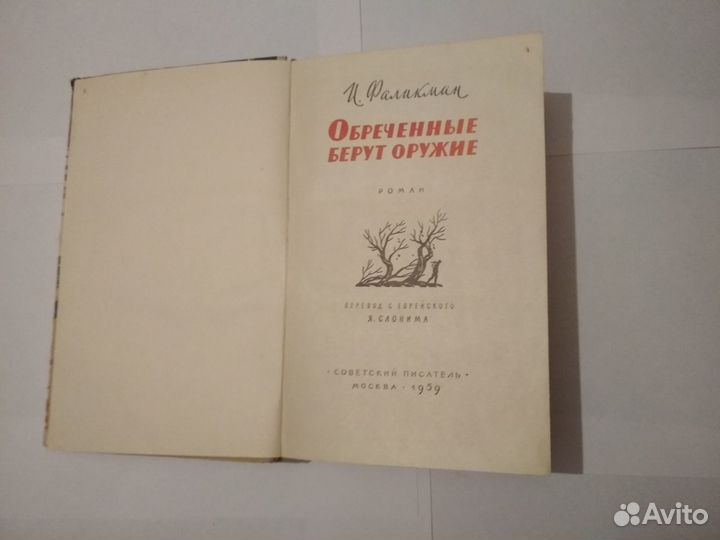 И. Фаликман
ОБРЕЧЕННЫЕ
БЕРУТ ОРУЖИЕ
РОМАН
ПЕРЕВОД С ЕВРЕЙСКОГО
Я. СЛОНИМА
• СОВЕТСКИЙ ПИСАТЕЛЬ •
МОСКВА • 1959
Avito